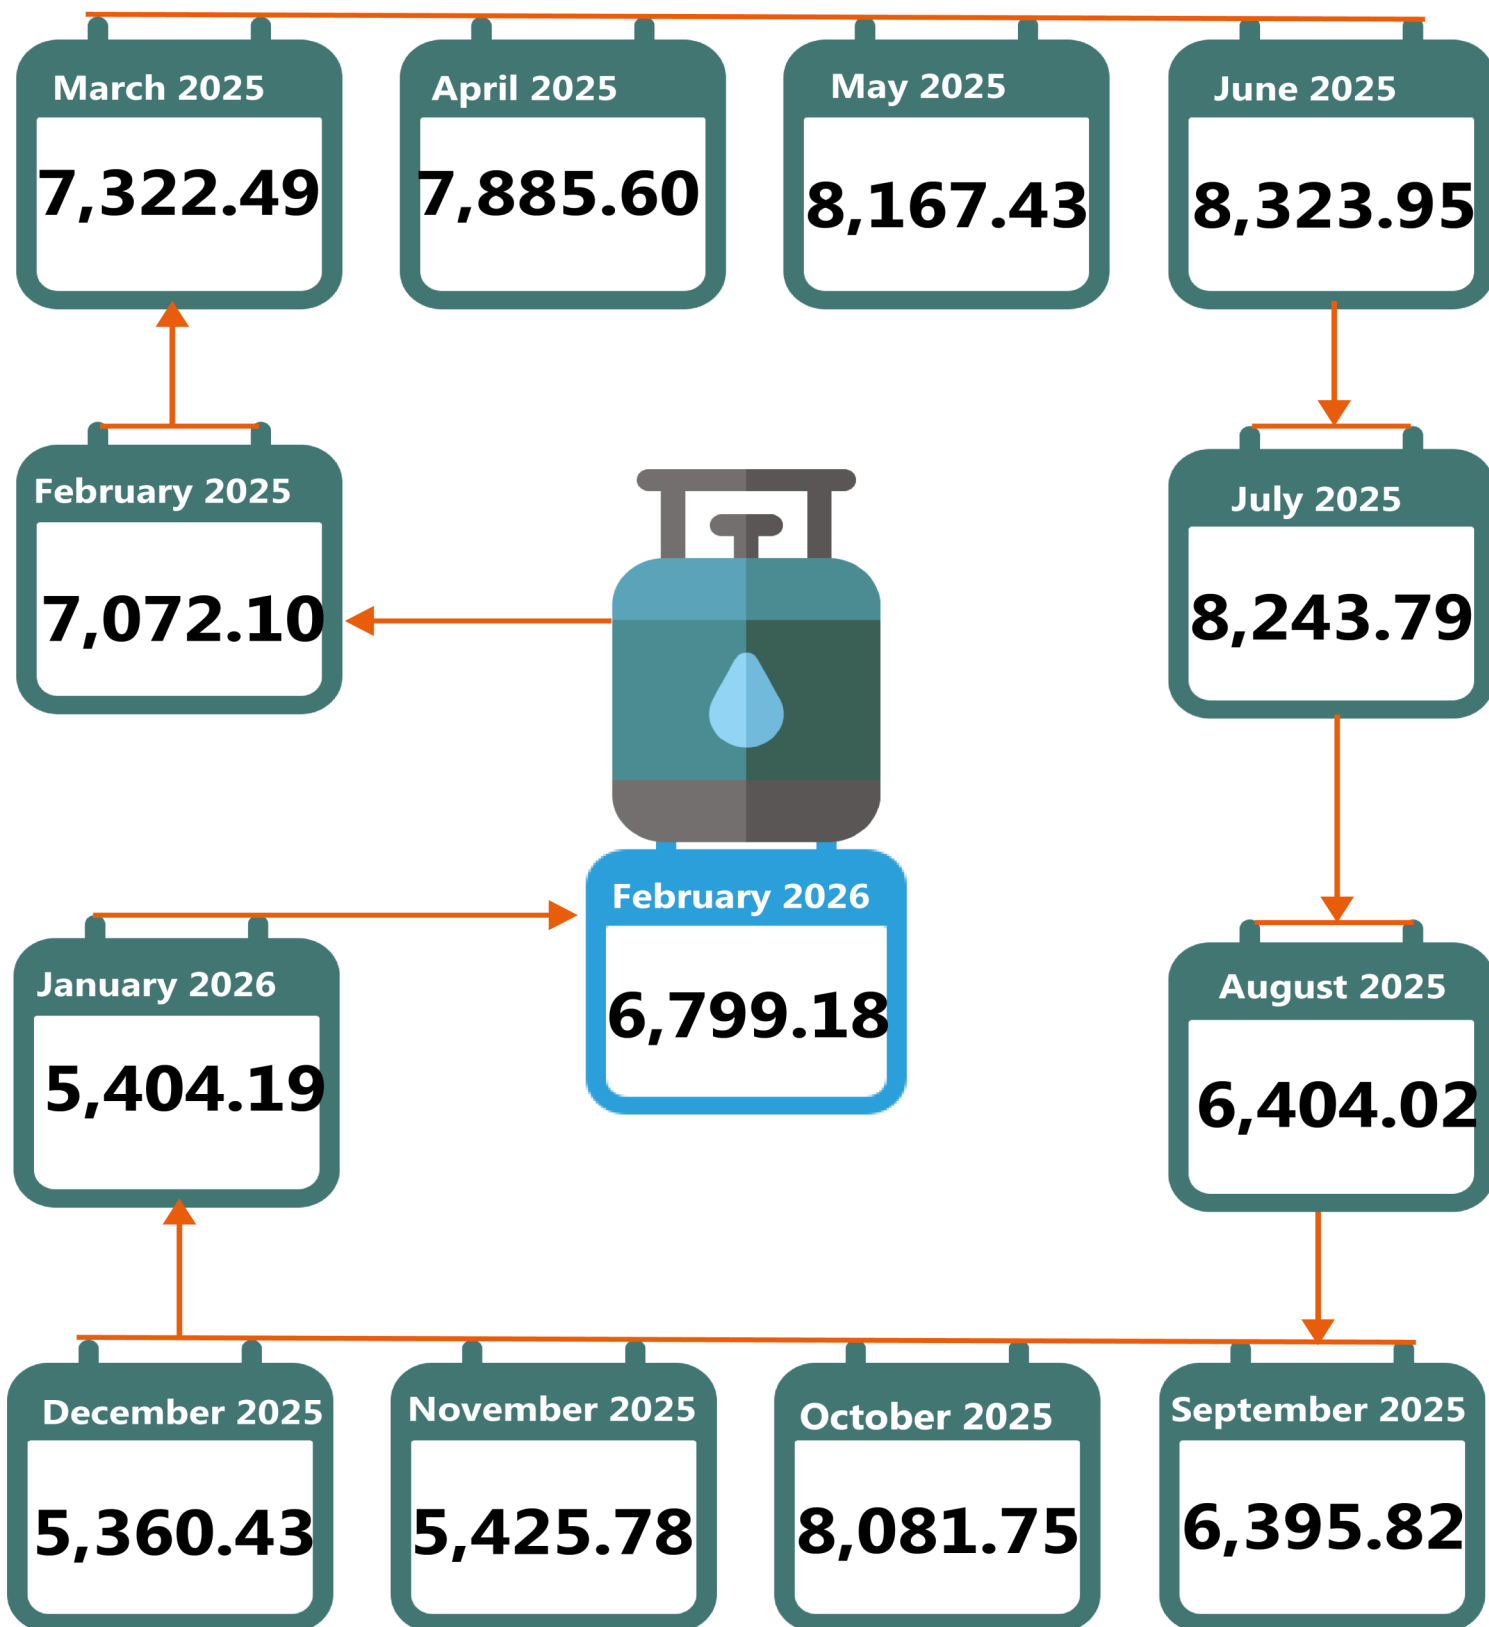 March 2025
7,322.49
April 2025
7,885.60
May 2025
8,167.43
June 2025
8,323.95
February 2025
7,072.10
July 2025
8,243.79
February 2026
6,799.18
January 2026
5,404.19
August 2025
6,404.02
December 2025
5,360.43
November 2025
5,425.78
October 2025
8,081.75
September 2025
6,395.82